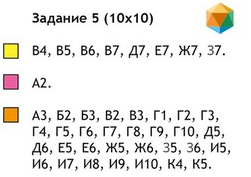 Задание 5 (10х10)
В4, В5, В6, В7, Д7, Е7, Ж7, З7.
А2.
А3, Б2, Б3, В2, В3, Г1, Г2, Г3,
Г4, Г5, Г6, Г7, Г8, Г9, Г10, Д5,
Д6, Е5, Е6, Ж5, Ж6, З5, З6, И5,
И6, И7, И8, И9, И10, К4, К5.